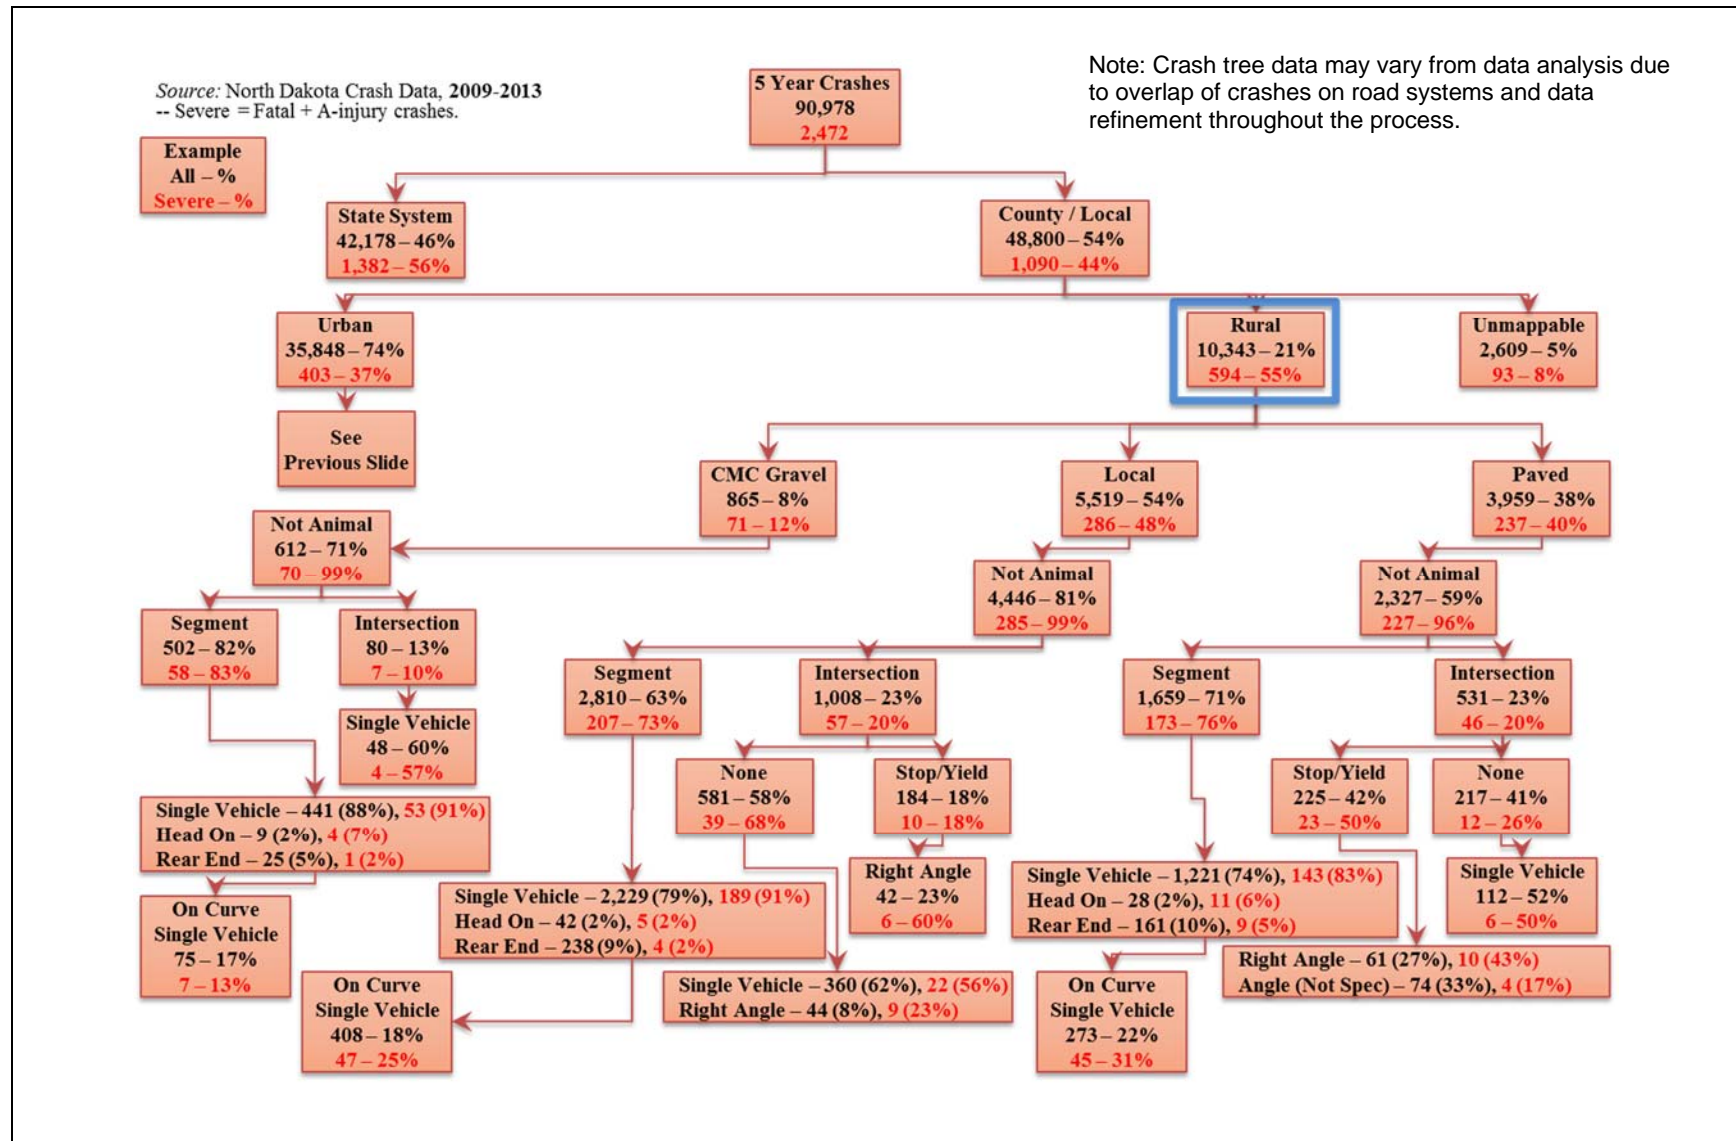 Source: North Dakota Crash Data, 2009-2013
-- Severe = Fatal + A-injury crashes.
5 Year Crashes
90,978
2,472
Note: Crash tree data may vary from data analysis due
to overlap of crashes on road systems and data
refinement throughout the process.
Example
All – %
Severe – %
State System
42,178 – 46%
1,382 – 56%
County / Local
48,800 – 54%
1,090 – 44%
Urban
35,848 – 74%
403 – 37%
Rural
10,343 – 21%
594 – 55%
Unmappable
2,609 – 5%
93 – 8%
See
Previous Slide
CMC Gravel
865 – 8%
71 – 12%
Local
5,519 – 54%
286 – 48%
Paved
3,959 – 38%
237 – 40%
Not Animal
612 – 71%
70 – 99%
Not Animal
4,446 – 81%
285 – 99%
Not Animal
2,327 – 59%
227 – 96%
Segment
502 – 82%
58 – 83%
Intersection
80 – 13%
7 – 10%
Segment
2,810 – 63%
207 – 73%
Intersection
1,008 – 23%
57 – 20%
Segment
1,659 – 71%
173 – 76%
Intersection
531 – 23%
46 – 20%
Single Vehicle
48 – 60%
4 – 57%
None
581 – 58%
39 – 68%
Stop/Yield
184 – 18%
10 – 18%
Stop/Yield
225 – 42%
23 – 50%
None
217 – 41%
12 – 26%
Single Vehicle – 441 (88%), 53 (91%)
Head On – 9 (2%), 4 (7%)
Rear End – 25 (5%), 1 (2%)
Right Angle
42 – 23%
6 – 60%
Single Vehicle – 1,221 (74%), 143 (83%)
Head On – 28 (2%), 11 (6%)
Rear End – 161 (10%), 9 (5%)
Single Vehicle
112 – 52%
6 – 50%
On Curve
Single Vehicle
75 – 17%
7 – 13%
Single Vehicle – 2,229 (79%), 189 (91%)
Head On – 42 (2%), 5 (2%)
Rear End – 238 (9%), 4 (2%)
Right Angle – 61 (27%), 10 (43%)
Angle (Not Spec) – 74 (33%), 4 (17%)
On Curve
Single Vehicle
408 – 18%
47 – 25%
Single Vehicle – 360 (62%), 22 (56%)
Right Angle – 44 (8%), 9 (23%)
On Curve
Single Vehicle
273 – 22%
45 – 31%